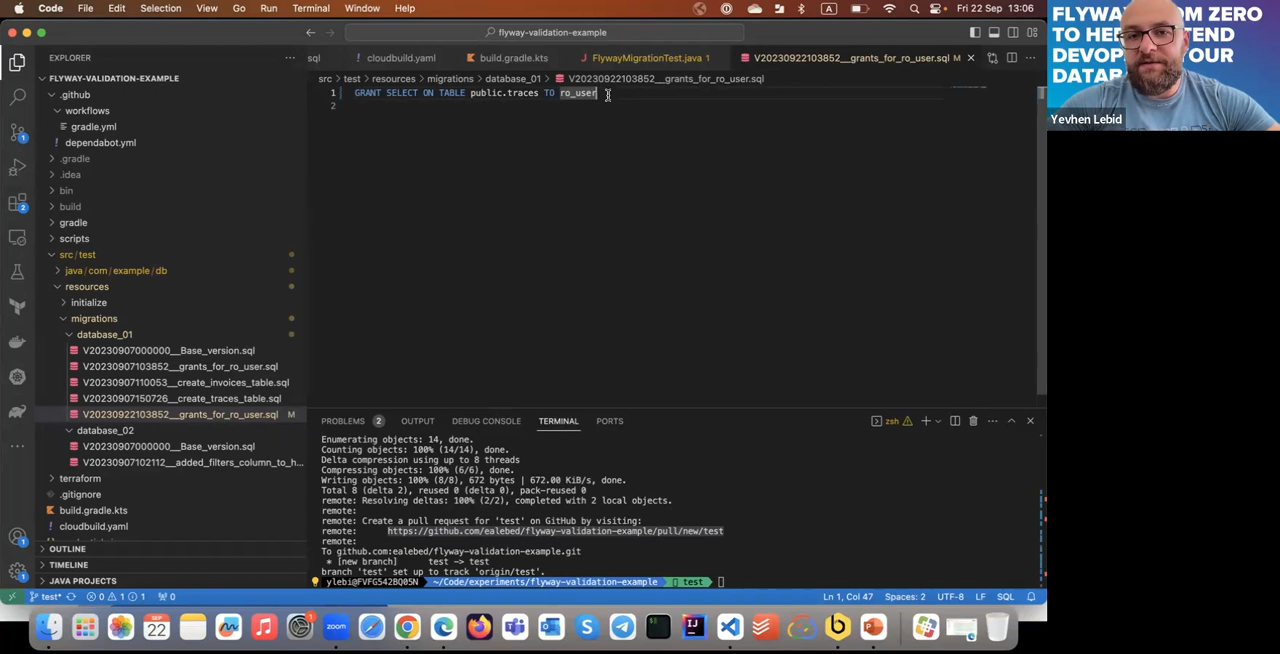 Code File Edit Selection View Go Run Terminal Window Help
A
Fri 22 Sep 13:06
flyway-validation-example
EXPLORER
sql
cloudbuild.yaml
build.gradle.kts
FlywayMigrationTest.java 1
V20230922103852__grants_for_ro_user.sql M
FLYWAY-VALIDATION-EXAMPLE
src > test > resources > migrations > database_01 > V20230922103852__grants_for_ro_user.sql
1 GRANT SELECT ON TABLE public.traces TO ro_user
2
.github
workflows
gradle.yml
dependabot.yml
.gradle
.idea
bin
build
gradle
scripts
src/test
java/com/example/db
resources
initialize
migrations
database_01
V20230907000000__Base_version.sql
V20230907103852__grants_for_ro_user.sql
V20230907110053__create_invoices_table.sql
V20230907150726__create_traces_table.sql
V20230922103852__grants_for_ro_user.sql M
database_02
V20230907000000__Base_version.sql
V20230907102112__added_filters_column_to_h...
terraform
.gitignore
build.gradle.kts
cloudbuild.yaml
OUTLINE
TIMELINE
JAVA PROJECTS
PROBLEMS 2 OUTPUT DEBUG CONSOLE TERMINAL PORTS
zsh
Enumerating objects: 14, done.
Counting objects: 100% (14/14), done.
Delta compression using up to 8 threads
Compressing objects: 100% (6/6), done.
Writing objects: 100% (8/8), 672 bytes | 672.00 KiB/s, done.
Total 8 (delta 2), reused 0 (delta 0), pack-reused 0
remote: Resolving deltas: 100% (2/2), completed with 2 local objects.
remote:
remote: Create a pull request for 'test' on GitHub by visiting:
remote: https://github.com/ealebed/flyway-validation-example/pull/new/test
remote:
To github.com:ealebed/flyway-validation-example.git
* [new branch] test -> test
branch 'test' set up to track 'origin/test'.
ylebi@FVFG542BQ05N ~/Code/experiments/flyway-validation-example test
test* 0 1 1 0
Ln 1, Col 47 Spaces: 2 UTF-8 LF SQL
SEP
22
zoom
Yevhen Lebid